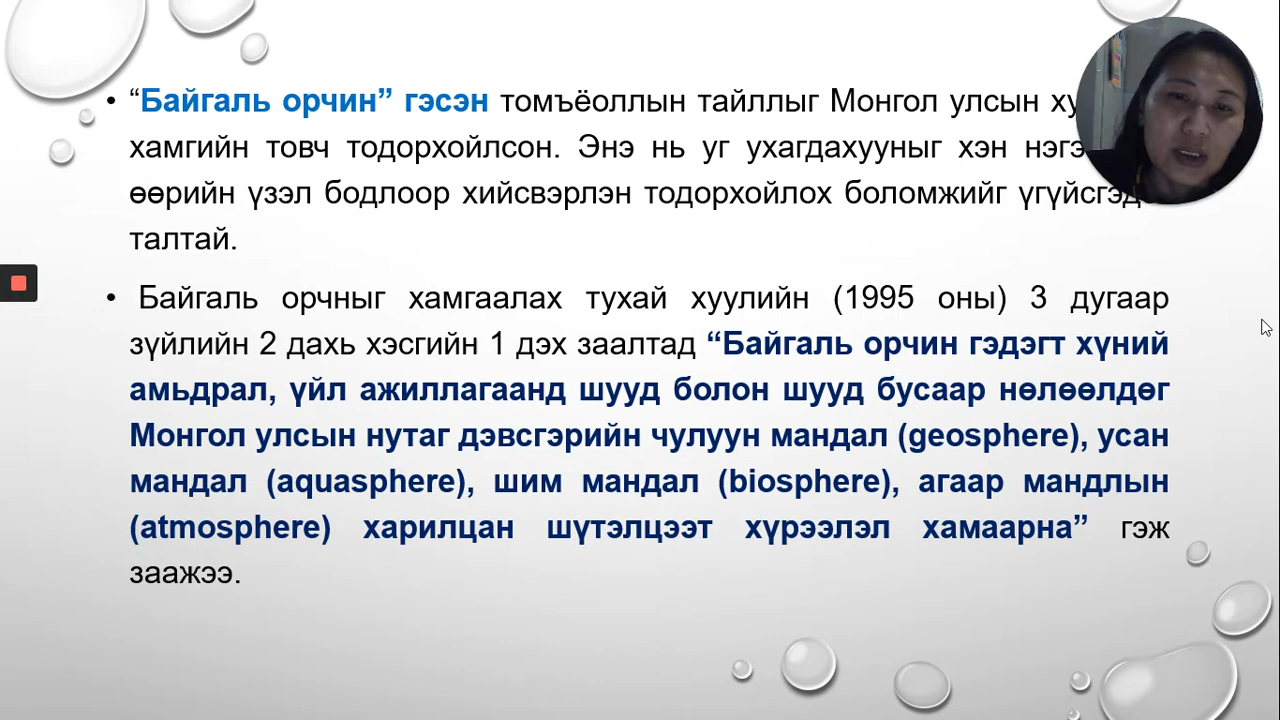 • “Байгаль орчин” гэсэн томъёоллын тайллыг Монгол улсын
хамгийн товч тодорхойлсон. Энэ нь уг ухагдахууныг хэн
өөрийн үзэл бодлоор хийсвэрлэн тодорхойлох боломжийг
талтай.
• Байгаль орчныг хамгаалах тухай хуулийн (1995 оны) 3 дугаар
зүйлийн 2 дахь хэсгийн 1 дэх заалтад “Байгаль орчин гэдэгт хүний
амьдрал, үйл ажиллагаанд шууд болон шууд бусаар нөлөөлдөг
Монгол улсын нутаг дэвсгэрийн чулуун мандал (geosphere), усан
мандал (aquasphere), шим мандал (biosphere), агаар мандлын
(atmosphere) харилцан шүтэлцээт хүрээлэл хамаарна” гэж
заажээ.